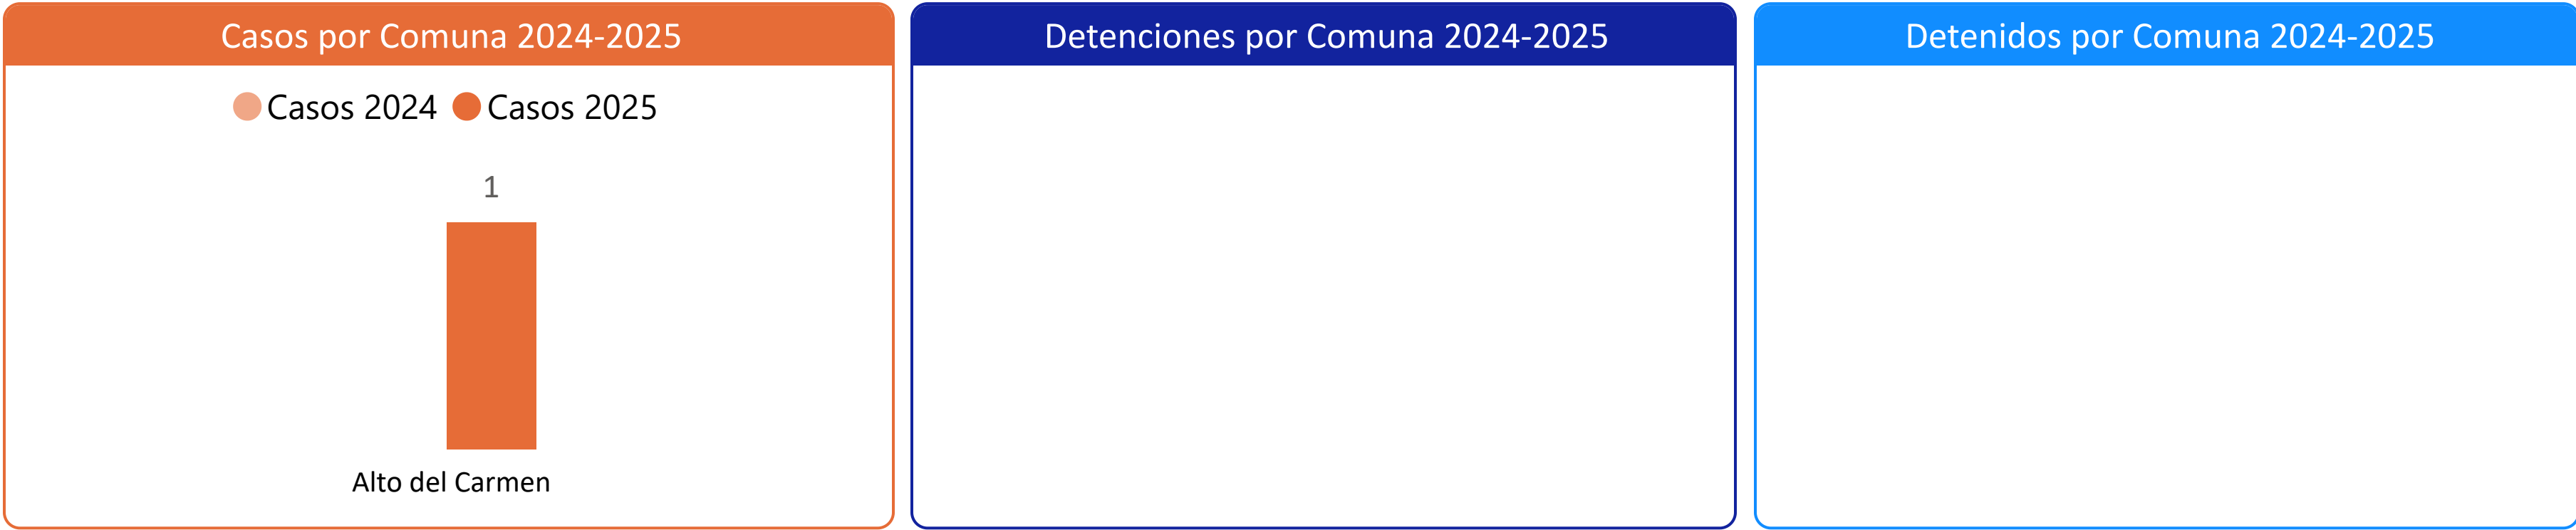 Casos por Comuna 2024-2025
Casos 2024 Casos 2025
1
Alto del Carmen
Detenciones por Comuna 2024-2025
Detenidos por Comuna 2024-2025